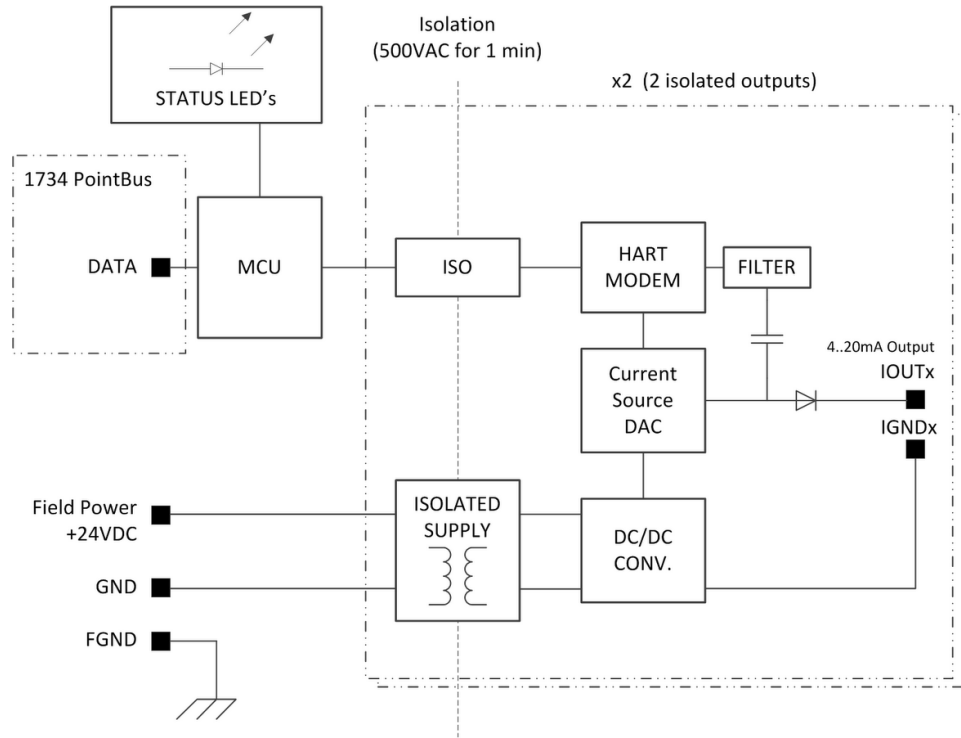 Isolation
(500VAC for 1 min)
x2  (2 isolated outputs)
STATUS LED's
1734 PointBus
DATA
MCU
ISO
HART
MODEM
FILTER
4..20mA Output
IOUTx
IGNDx
Current
Source
DAC
Field Power
+24VDC
ISOLATED
SUPPLY
DC/DC
CONV.
GND
FGND